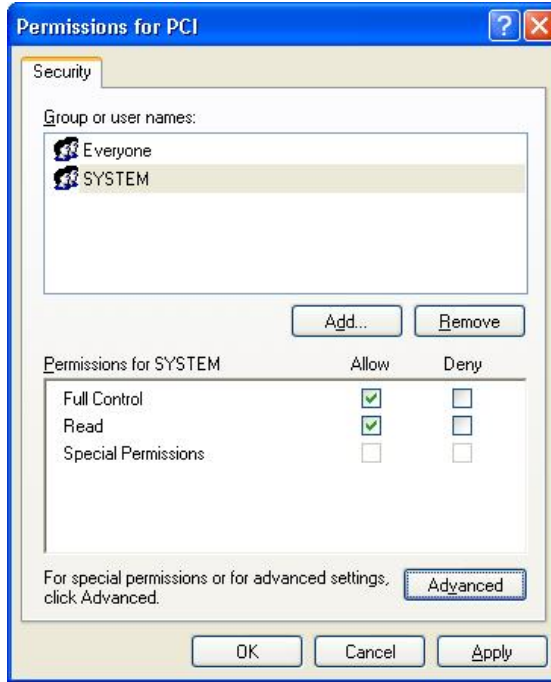 Permissions for PCI
Security
Group or user names:
Everyone
SYSTEM
Add... Remove
Permissions for SYSTEM Allow Deny
Full Control
Read
Special Permissions
For special permissions or for advanced settings,
click Advanced.
Advanced
OK Cancel Apply